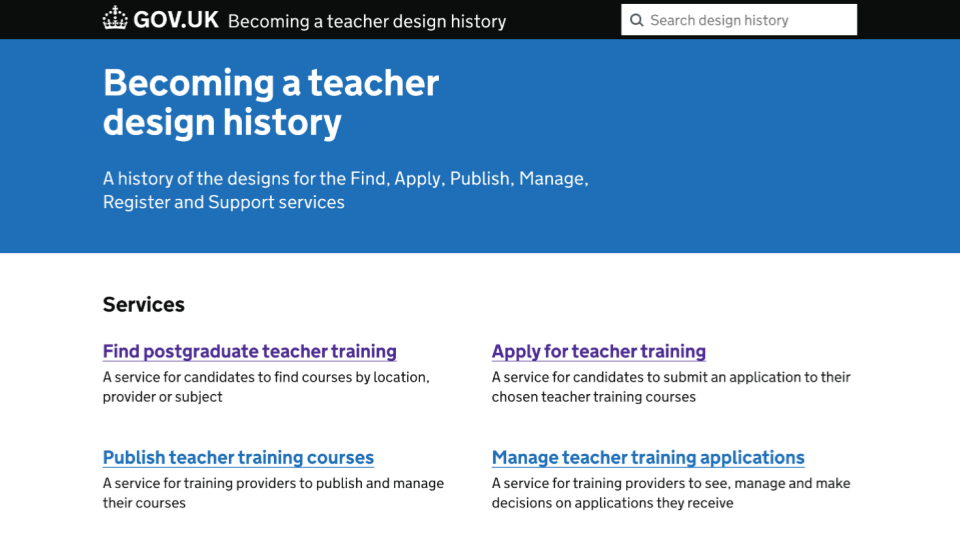 GOV.UK Becoming a teacher design history
Search design history
Becoming a teacher
design history
A history of the designs for the Find, Apply, Publish, Manage,
Register and Support services
Services
Find postgraduate teacher training
A service for candidates to find courses by location,
provider or subject
Apply for teacher training
A service for candidates to submit an application to their
chosen teacher training courses
Publish teacher training courses
A service for training providers to publish and manage
their courses
Manage teacher training applications
A service for training providers to see, manage and make
decisions on applications they receive